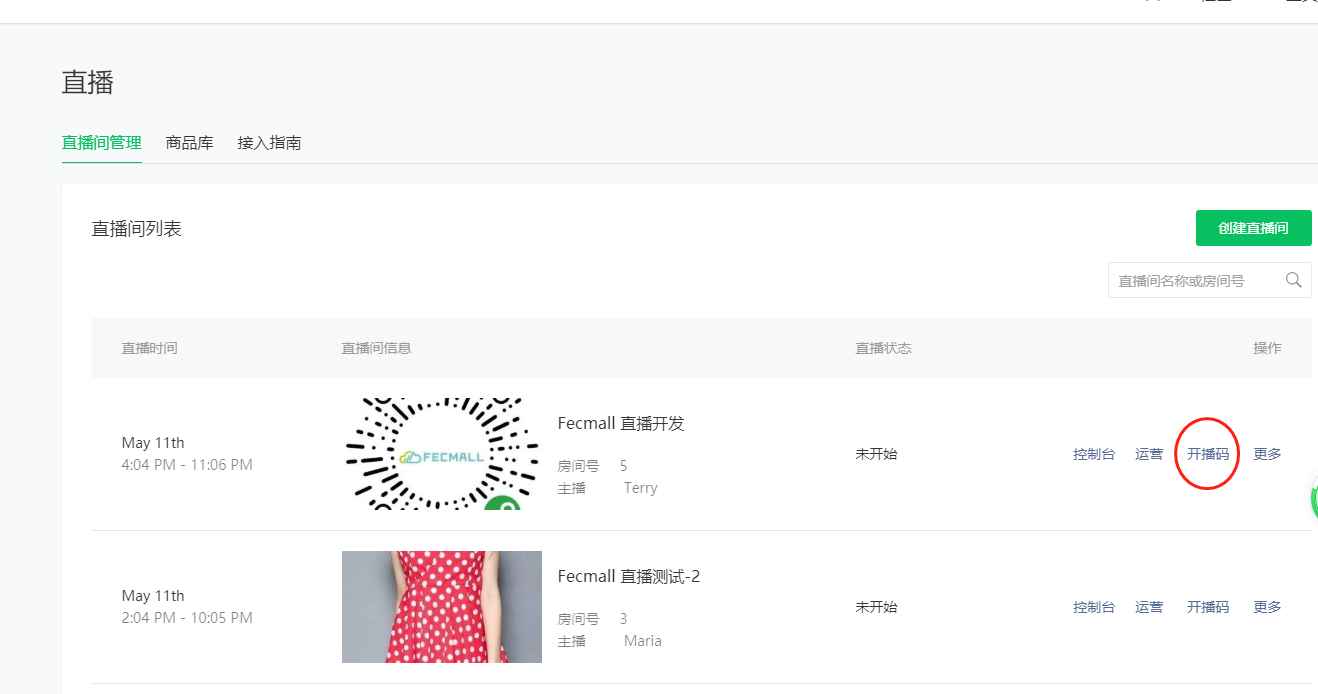 直播
直播间管理 商品库 接入指南
直播间列表
创建直播间
直播间名称或房间号
直播时间 直播间信息 直播状态 操作
FECMALL
Fecmall 直播开发
May 11th
4:04 PM - 11:06 PM
房间号 5
主播 Terry
未开始
控制台 运营 开播码 更多
Fecmall 直播测试-2
May 11th
2:04 PM - 10:05 PM
房间号 3
主播 Maria
未开始
控制台 运营 开播码 更多